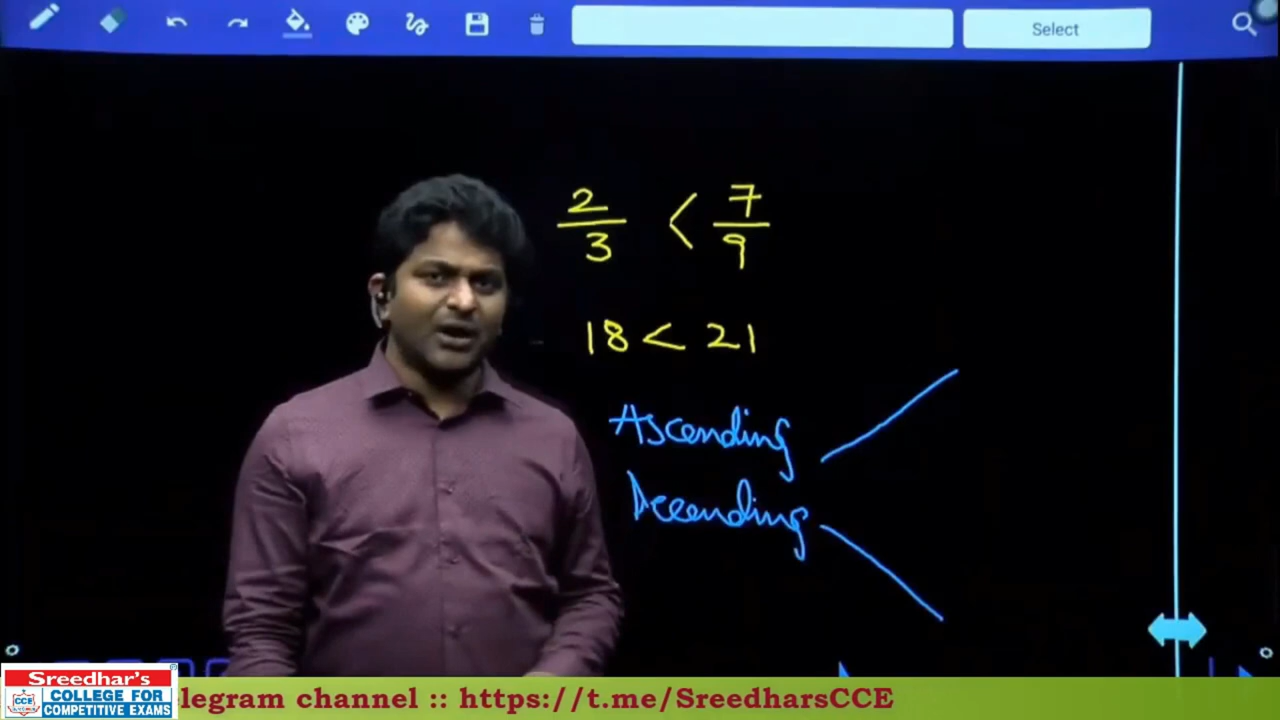 Select
2/3 < 7/9
18 < 21
Ascending
Decending
Sreedhar's
CCE
COLLEGE FOR
COMPETITIVE EXAMS
legram channel :: https://t.me/SreedharsCCE